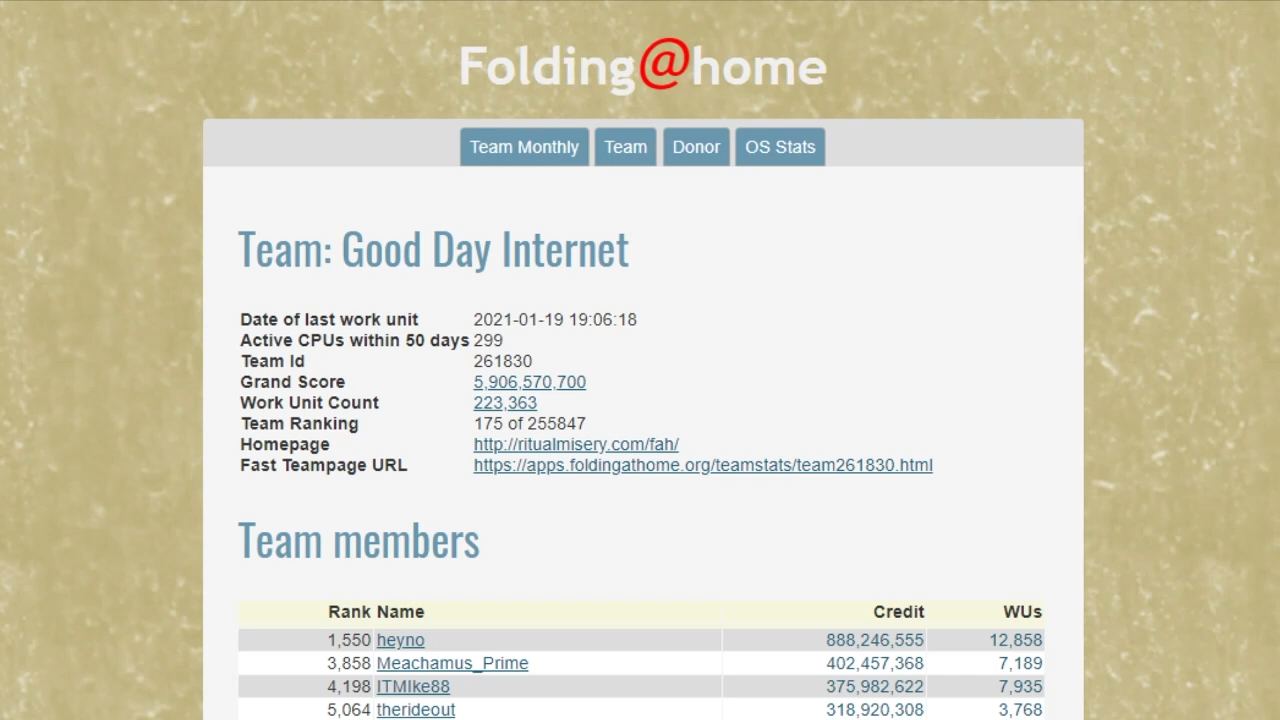 Folding@home
Team Monthly Team Donor OS Stats
Team: Good Day Internet
Date of last work unit 2021-01-19 19:06:18
Active CPUs within 50 days 299
Team Id 261830
Grand Score 5,906,570,700
Work Unit Count 223,363
Team Ranking 175 of 255847
Homepage http://ritualmisery.com/fah/
Fast Teampage URL https://apps.foldingathome.org/teamstats/team261830.html
Team members
Rank Name Credit WUs
1,550 heyno 888,246,555 12,858
3,858 Meachamus_Prime 402,457,368 7,189
4,198 ITMIke88 375,982,622 7,935
5,064 therideout 318,920,308 3,768